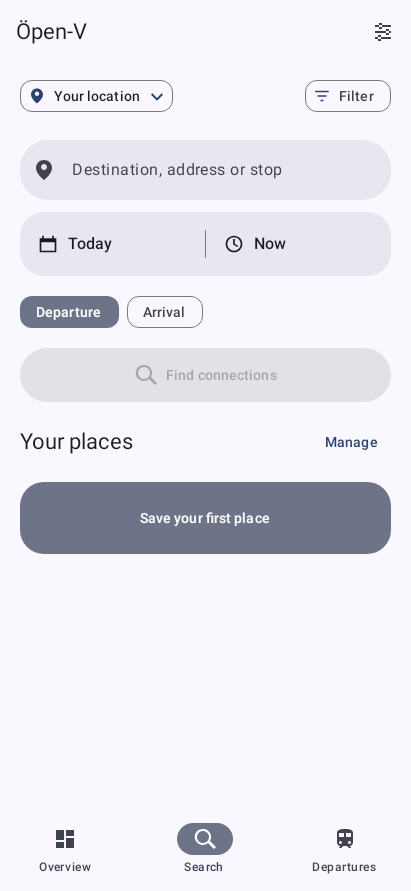 Öpen-V
Your location
Filter
Destination, address or stop
Today
Now
Departure
Arrival
Find connections
Your places
Manage
Save your first place
Overview
Search
Departures